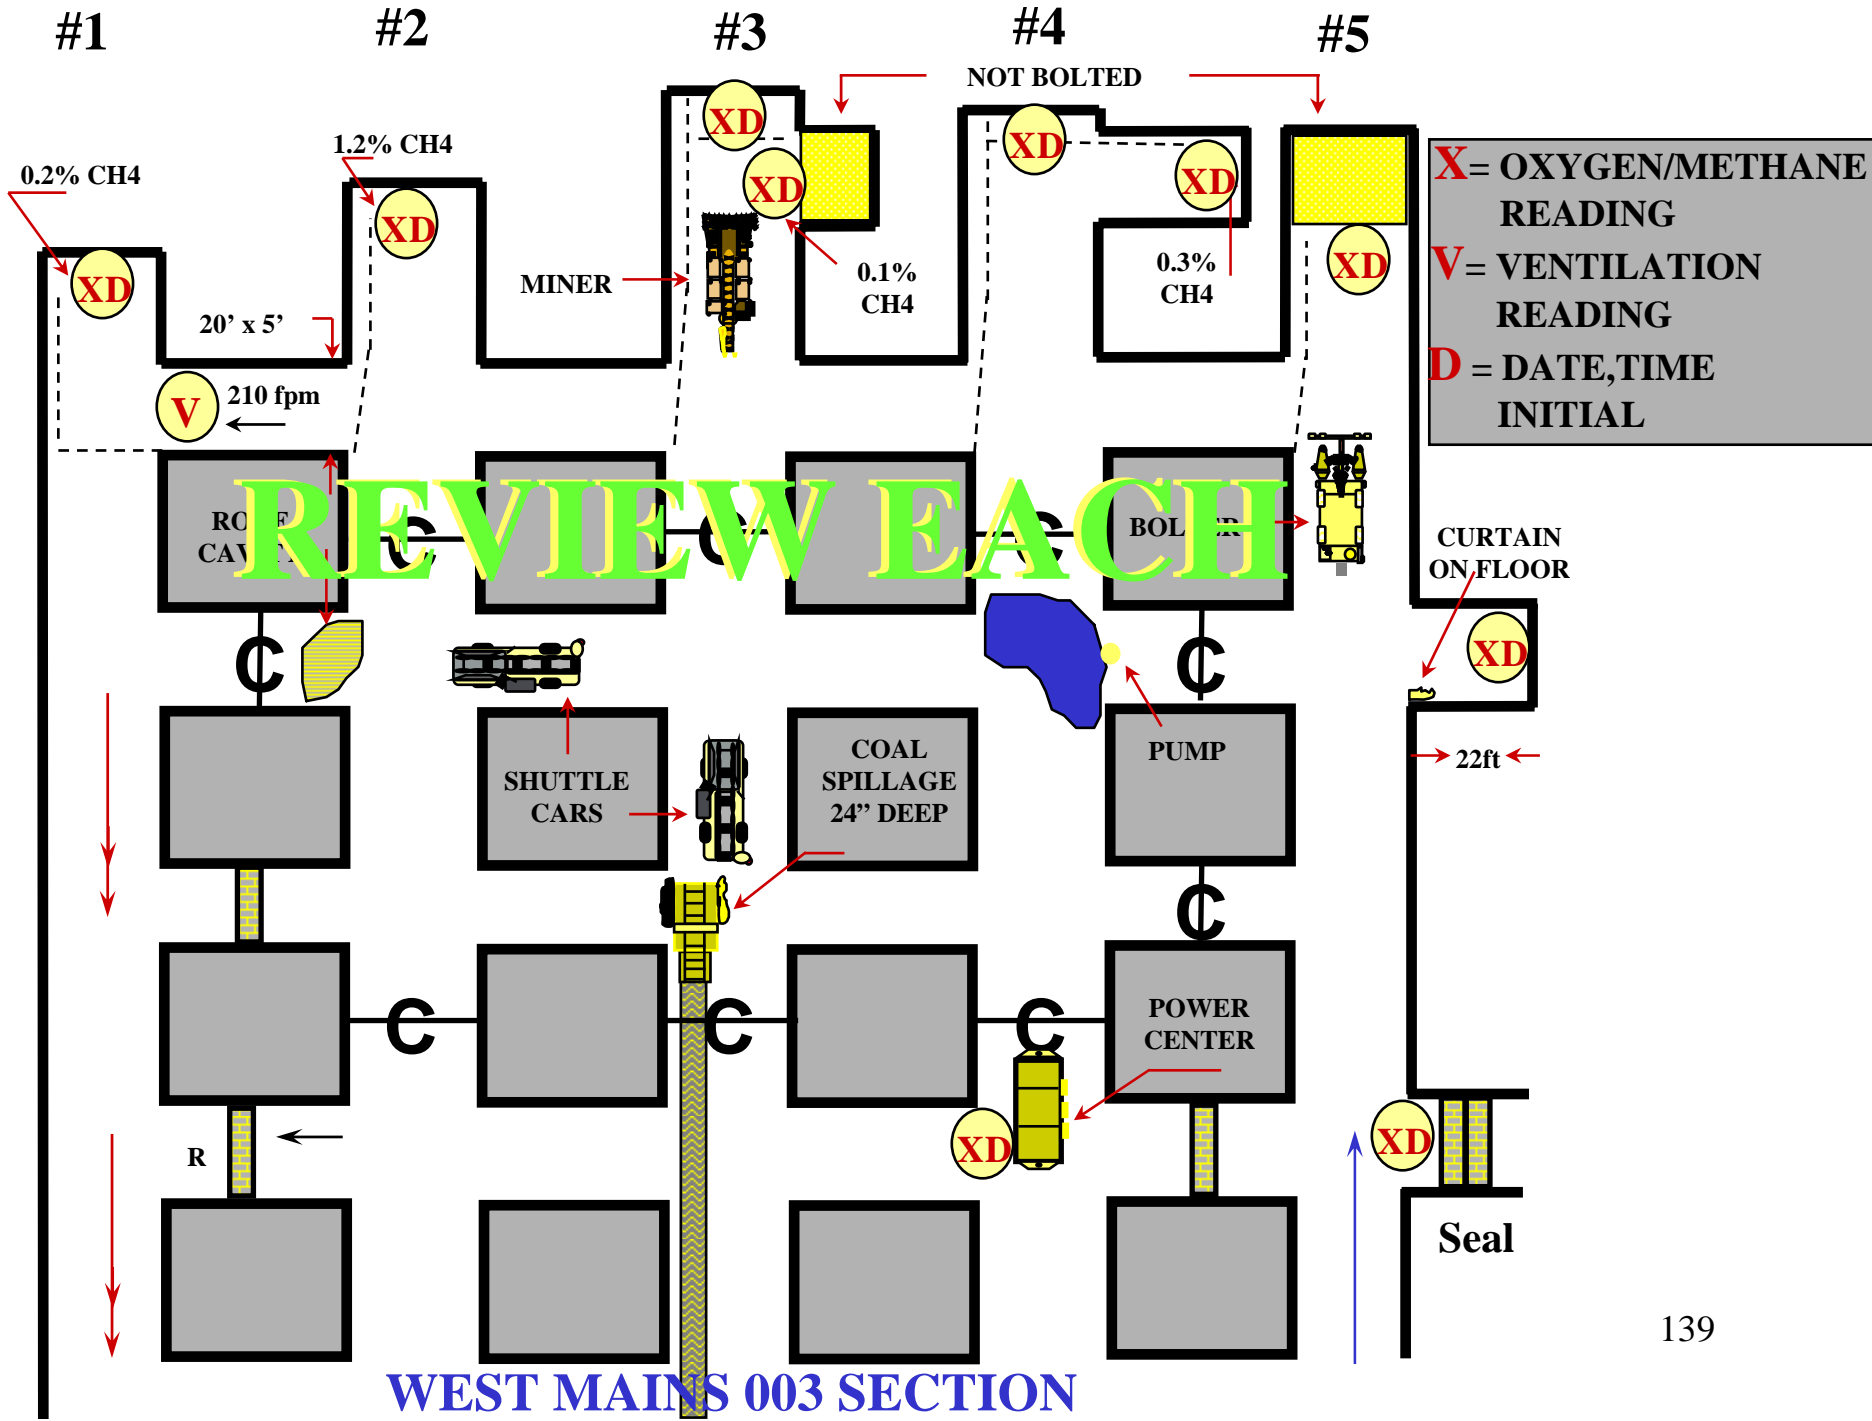 #1
#2
#3
#4
#5
NOT BOLTED
1.2% CH4
0.2% CH4
XD
XD
XD
XD
XD
XD
XD
X= OXYGEN/METHANE
READING
V= VENTILATION
READING
D = DATE,TIME
INITIAL
MINER
0.1%
CH4
0.3%
CH4
20’ x 5’
V
210 fpm
REVIEW EACH
C
C
C
CURTAIN
ON FLOOR
C
C
XD
SHUTTLE
CARS
COAL
SPILLAGE
24” DEEP
PUMP
22ft
C
C
C
C
POWER
CENTER
R
XD
XD
Seal
139
WEST MAINS 003 SECTION